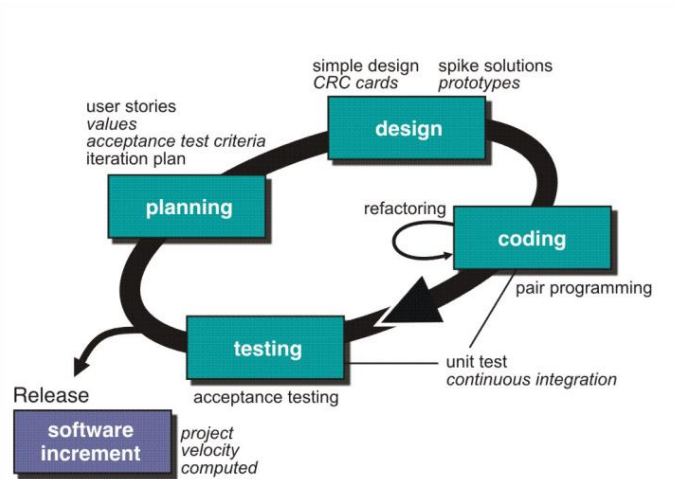 simple design
CRC cards
spike solutions
prototypes
user stories
values
acceptance test criteria
iteration plan
design
planning
refactoring
coding
pair programming
testing
unit test
continuous integration
acceptance testing
Release
software
increment
project
velocity
computed